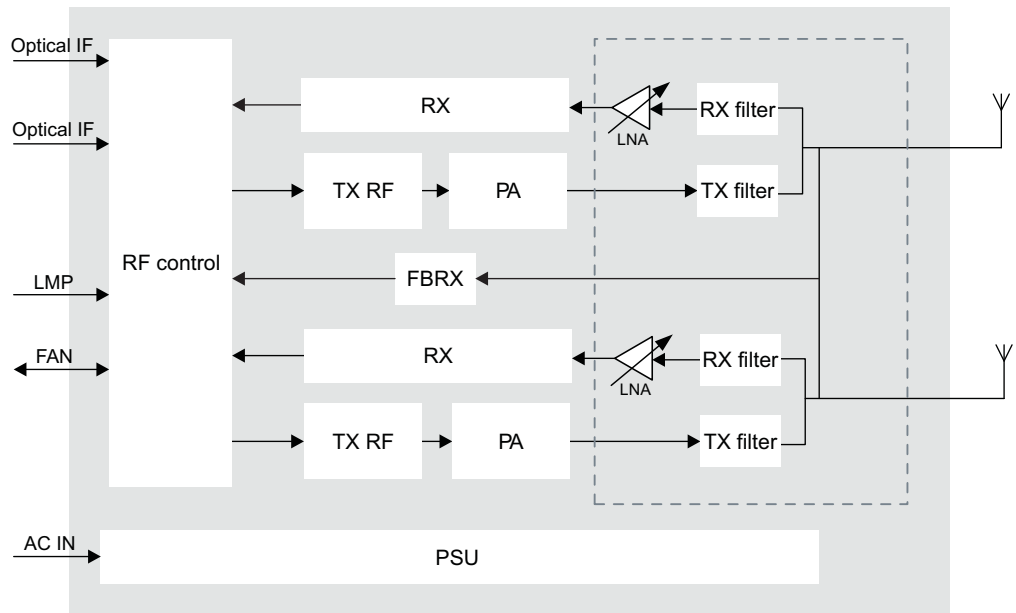 Optical IF
RX
RX filter
LNA
Optical IF
TX RF
PA
TX filter
RF control
FBRX
LMP
RX
RX filter
FAN
LNA
TX RF
PA
TX filter
AC IN
PSU